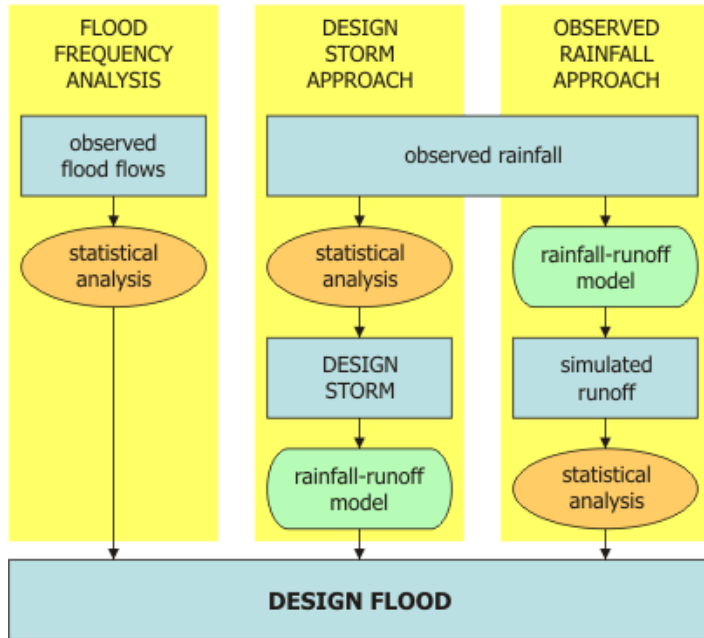 FLOOD
FREQUENCY
ANALYSIS
DESIGN
STORM
APPROACH
OBSERVED
RAINFALL
APPROACH
observed
flood flows
observed rainfall
statistical
analysis
statistical
analysis
rainfall-runoff
model
DESIGN
STORM
simulated
runoff
rainfall-runoff
model
statistical
analysis
DESIGN FLOOD